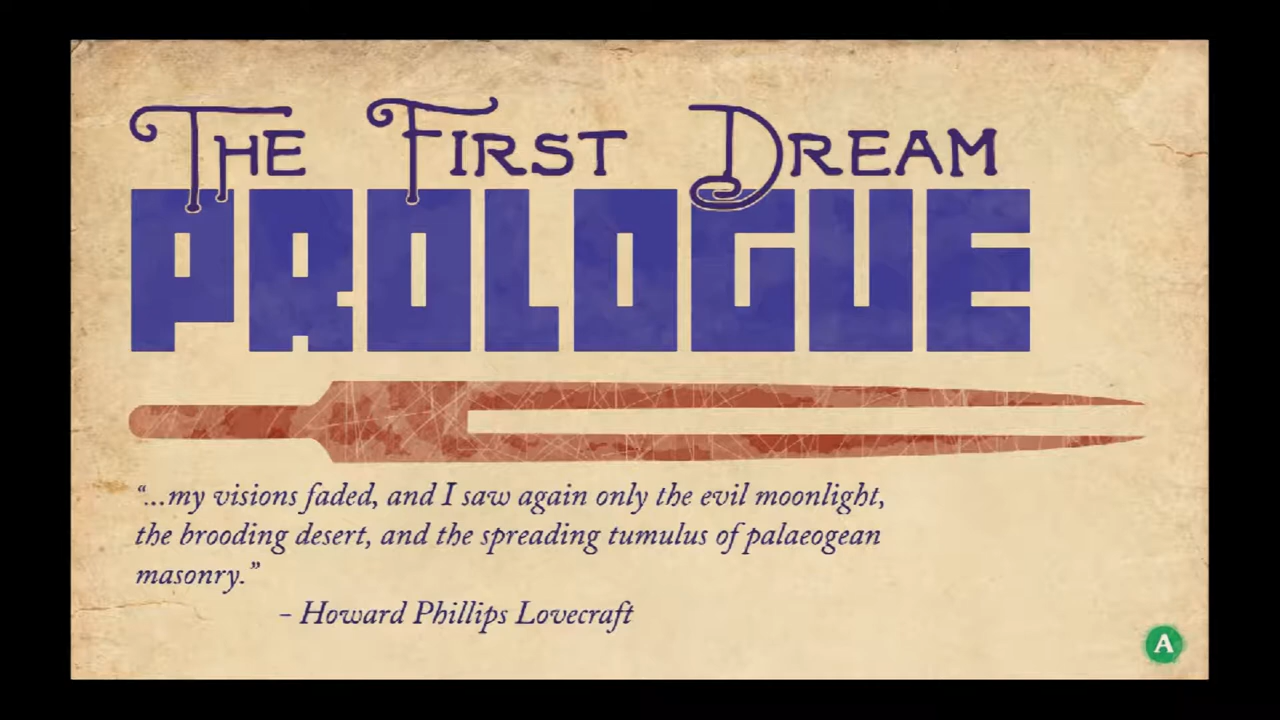 The First Dream
PROLOGUE
“...my visions faded, and I saw again only the evil moonlight,
the brooding desert, and the spreading tumulus of palaeogean
masonry.”
– Howard Phillips Lovecraft
A